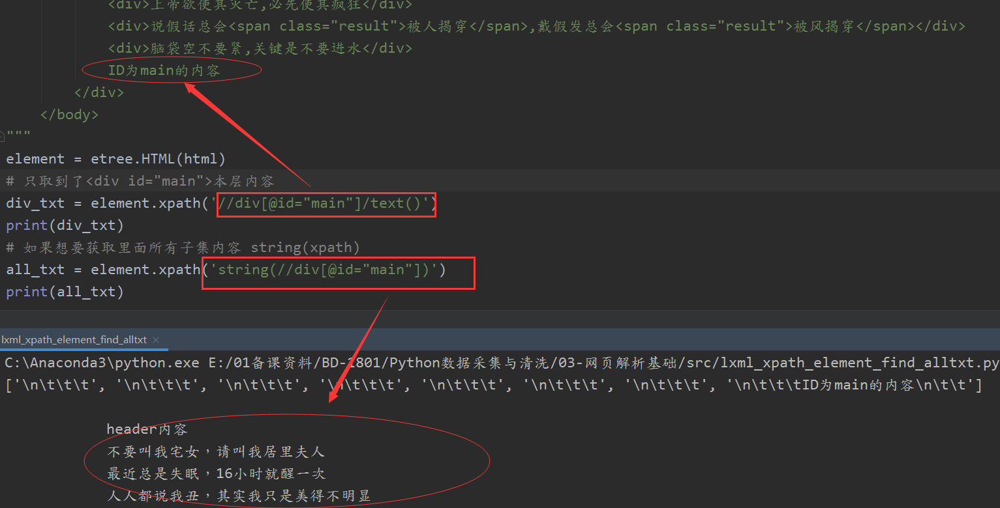 <div>上帝欲使其灭亡,必先使其疯狂</div>
<div>说假话总会<span class="result">被人揭穿</span>,戴假发总会<span class="result">被风揭穿</span></div>
<div>脑袋空不要紧,关键是不要进水</div>
ID为main的内容
</div>
</body>
"""
element = etree.HTML(html)
# 只取到了<div id="main">本层内容
div_txt = element.xpath('//div[@id="main"]/text()')
print(div_txt)
# 如果想要获取里面所有子集内容 string(xpath)
all_txt = element.xpath('string(//div[@id="main"])')
print(all_txt)
lxml_xpath_element_find_alltxt ×
C:\Anaconda3\python.exe E:/01备课资料/BD-1801/Python数据采集与清洗/03-网页解析基础/src/lxml_xpath_element_find_alltxt.py
['\n\t\t\t', '\n\t\t\t', '\n\t\t\t', '\n\t\t\t', '\n\t\t\t', '\n\t\t\t', '\n\t\t\t', '\n\t\t\tID为main的内容\n\t\t']
header内容
不要叫我宅女，请叫我居里夫人
最近总是失眠，16小时就醒一次
人人都说我丑，其实我只是美得不明显